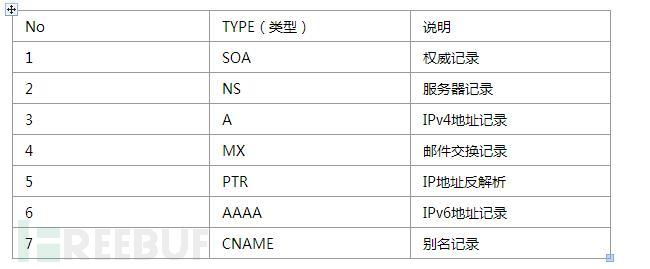 No TYPE（类型） 说明
1 SOA 权威记录
2 NS 服务器记录
3 A IPv4地址记录
4 MX 邮件交换记录
5 PTR IP地址反解析
6 AAAA IPv6地址记录
7 CNAME 别名记录
FREEBUF